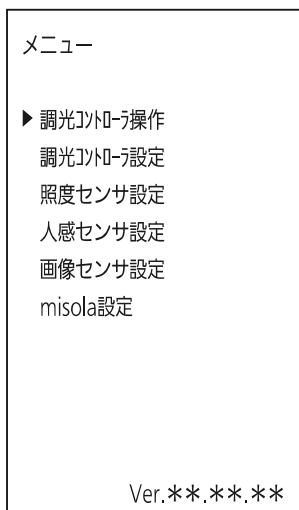 メニュー
▶調光ｺﾝﾄﾛｰﾗ操作
調光ｺﾝﾄﾛｰﾗ設定
照度センサ設定
人感センサ設定
画像センサ設定
misola設定
Ver.**.**.**